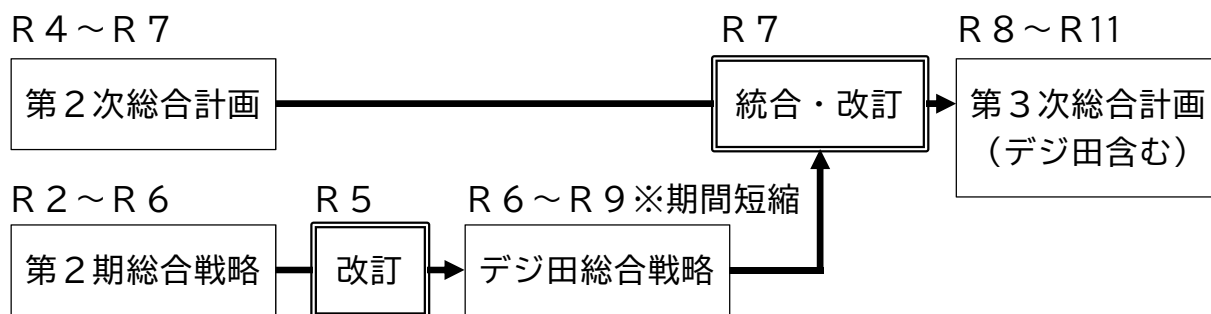 Ｒ４～Ｒ７
Ｒ７
Ｒ８～Ｒ11
第２次総合計画
統合・改訂
第３次総合計画
（デジ田含む）
Ｒ２～Ｒ６
Ｒ５
Ｒ６～Ｒ９※期間短縮
第２期総合戦略
改訂
デジ田総合戦略